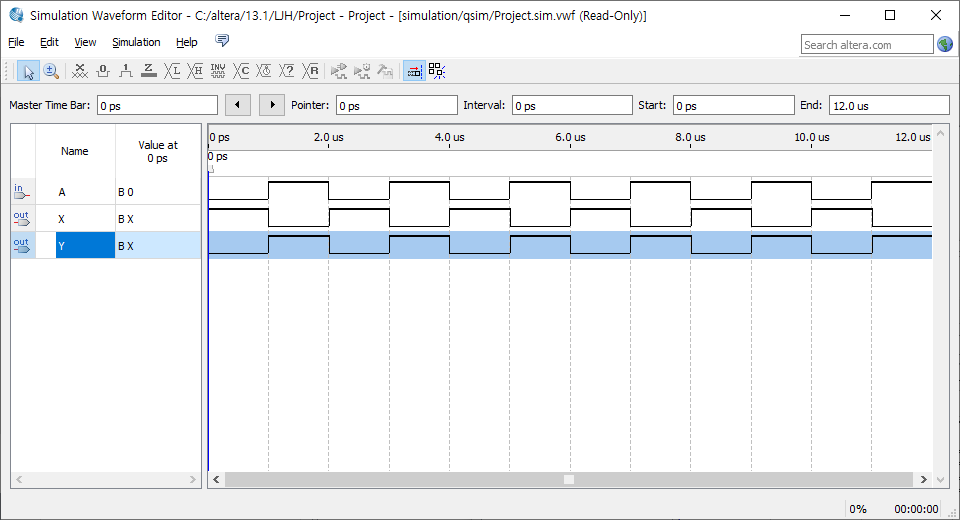 Simulation Waveform Editor - C:/altera/13.1/LJH/Project - Project - [simulation/qsim/Project.sim.vwf (Read-Only)]
File Edit View Simulation Help
Search altera.com
Master Time Bar: 0 ps Pointer: 0 ps Interval: 0 ps Start: 0 ps End: 12.0 us
Name Value at 0 ps
0 ps 2.0 us 4.0 us 6.0 us 8.0 us 10.0 us 12.0 us
0 ps
in A B 0
out X B X
out Y B X
0% 00:00:00